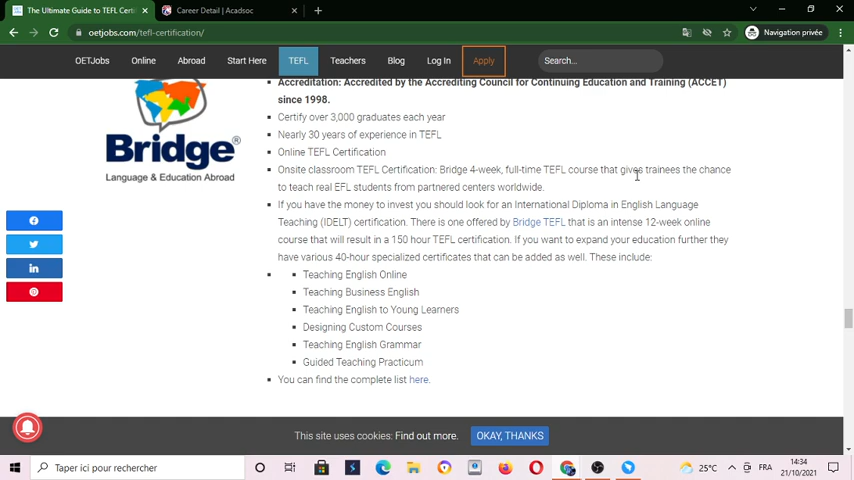 The Ultimate Guide to TEFL Certi
Career Detail | Acadsoc
oetjobs.com/tefl-certification/
Navigation privée
OETJobs Online Abroad Start Here TEFL Teachers Blog Log In Apply Search...
Accreditation: Accredited by the Accrediting Council for Continuing Education and Training (ACCET)
since 1998.
Certify over 3,000 graduates each year
Nearly 30 years of experience in TEFL
Online TEFL Certification
Onsite classroom TEFL Certification: Bridge 4-week, full-time TEFL course that gives trainees the chance
to teach real EFL students from partnered centers worldwide.
If you have the money to invest you should look for an International Diploma in English Language
Teaching (IDELT) certification. There is one offered by Bridge TEFL that is an intense 12-week online
course that will result in a 150 hour TEFL certification. If you want to expand your education further they
have various 40-hour specialized certificates that can be added as well. These include:
Teaching English Online
Teaching Business English
Teaching English to Young Learners
Designing Custom Courses
Teaching English Grammar
Guided Teaching Practicum
You can find the complete list here.
Bridge
Language & Education Abroad
This site uses cookies: Find out more. OKAY, THANKS
Taper ici pour rechercher
25°C
FRA
14:34
21/10/2021